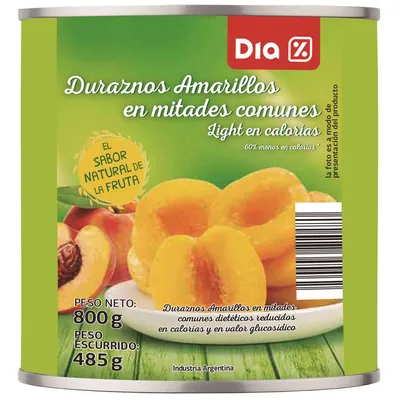 Dia %
Duraznos Amarillos
en mitades comunes
Light en calorías
60% menos en calorías*
EL
SABOR
NATURAL DE
LA FRUTA
la foto es a modo de
presentación del producto
PESO NETO:
800 g
PESO
ESCURRIDO:
485 g
Duraznos Amarillos en mitades
comunes dietéticos reducidos
en calorías y en valor glucosídico
Industria Argentina